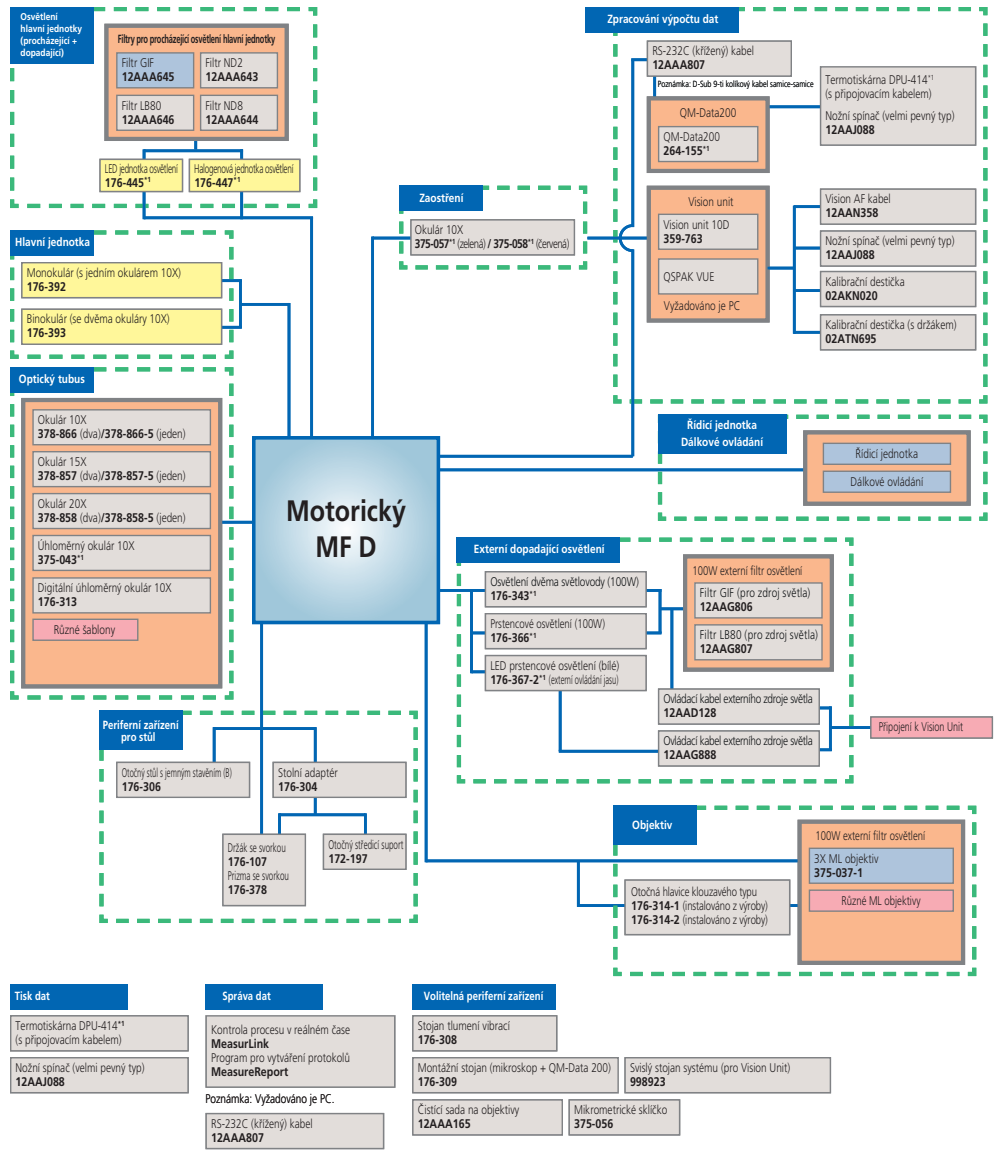 Osvětlení
hlavní jednotky
(procházející +
dopadající)
Filtry pro procházející osvětlení hlavní jednotky
Filtr GIF
12AAA645
Filtr ND2
12AAA643
Filtr LB80
12AAA646
Filtr ND8
12AAA644
LED jednotka osvětlení
176-445*1
Halogenová jednotka osvětlení
176-447*1
Zpracování výpočtu dat
RS-232C (křížený) kabel
12AAA807
Poznámka: D-Sub 9-ti kolíkový kabel samice-samice
QM-Data200
QM-Data200
264-155*1
Termotiskárna DPU-414*1
(s připojovacím kabelem)
Nožní spínač (velmi pevný typ)
12AAJ088
Vision unit
Vision unit 10D
359-763
QSPAK VUE
Vyžadováno je PC
Vision AF kabel
12AAN358
Nožní spínač (velmi pevný typ)
12AAJ088
Kalibrační destička
02AKN020
Kalibrační destička (s držákem)
02ATN695
Zaostření
Okulár 10X
375-057*1 (zelená) / 375-058*1 (červená)
Hlavní jednotka
Monokulár (s jedním okulárem 10X)
176-392
Binokulár (se dvěma okuláry 10X)
176-393
Optický tubus
Okulár 10X
378-866 (dva)/378-866-5 (jeden)
Okulár 15X
378-857 (dva)/378-857-5 (jeden)
Okulár 20X
378-858 (dva)/378-858-5 (jeden)
Úhloměrný okulár 10X
375-043*1
Digitální úhloměrný okulár 10X
176-313
Různé šablony
Motorický
MF D
Řídící jednotka
Dálkové ovládání
Řídicí jednotka
Dálkové ovládání
Externí dopadající osvětlení
Osvětlení dvěma světlovody (100W)
176-343*1
Prstencové osvětlení (100W)
176-366*1
LED prstencové osvětlení (bílé)
176-367-2*1 (externí ovládání jasu)
100W externí filtr osvětlení
Filtr GIF (pro zdroj světla)
12AAG806
Filtr LB80 (pro zdroj světla)
12AAG807
Ovládací kabel externího zdroje světla
12AAD128
Ovládací kabel externího zdroje světla
12AAG888
Připojení k Vision Unit
Periferní zařízení
pro stůl
Otočný stůl s jemným stavěním (B)
176-306
Stolní adaptér
176-304
Držák se svorkou
176-107
Prizma se svorkou
176-378
Otočný středicí suport
172-197
Objektiv
100W externí filtr osvětlení
3X ML objektiv
375-037-1
Různé ML objektivy
Otočná hlavice klouzavého typu
176-314-1 (instalováno z výroby)
176-314-2 (instalováno z výroby)
Tisk dat
Termotiskárna DPU-414*1
(s připojovacím kabelem)
Nožní spínač (velmi pevný typ)
12AAJ088
Správa dat
Kontrola procesu v reálném čase
MeasurLink
Program pro vytváření protokolů
MeasureReport
Poznámka: Vyžadováno je PC.
RS-232C (křížený) kabel
12AAA807
Volitelná periferní zařízení
Stojan tlumení vibrací
176-308
Montážní stojan (mikroskop + QM-Data 200)
176-309
Svislý stojan systému (pro Vision Unit)
998923
Čistící sada na objektivy
12AAA165
Mikrometrické sklíčko
375-056